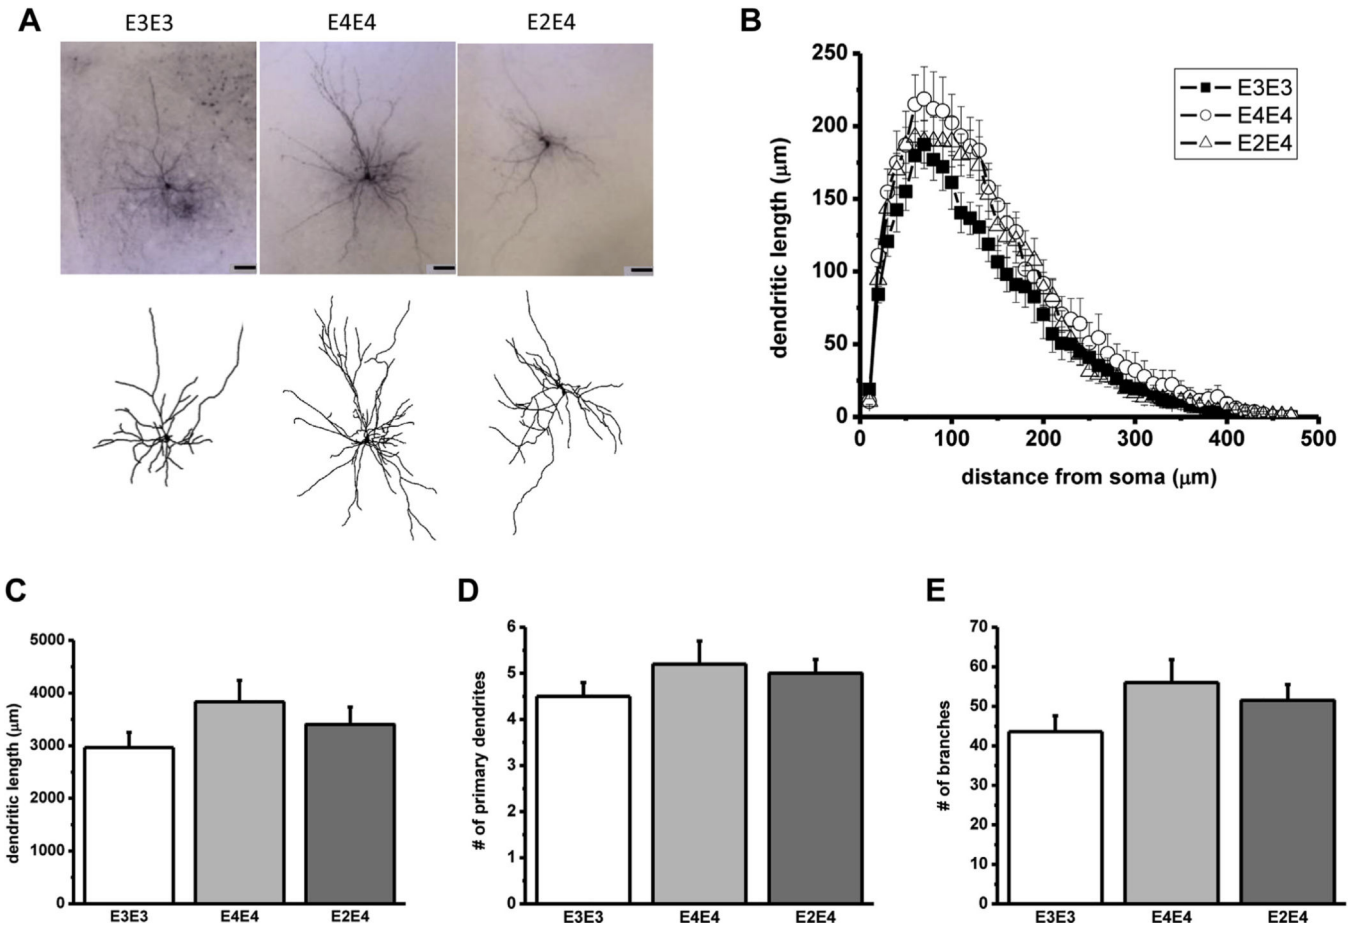 A
E3E3
E4E4
E2E4
B
250
200
150
100
50
0
dendritic length (μm)
E3E3
E4E4
E2E4
0
100
200
300
400
500
distance from soma (μm)
C
5000
4000
3000
2000
1000
0
dendritic length (μm)
E3E3
E4E4
E2E4
D
6
5
4
3
2
1
0
# of primary dendrites
E3E3
E4E4
E2E4
E
70
60
50
40
30
20
10
0
# of branches
E3E3
E4E4
E2E4